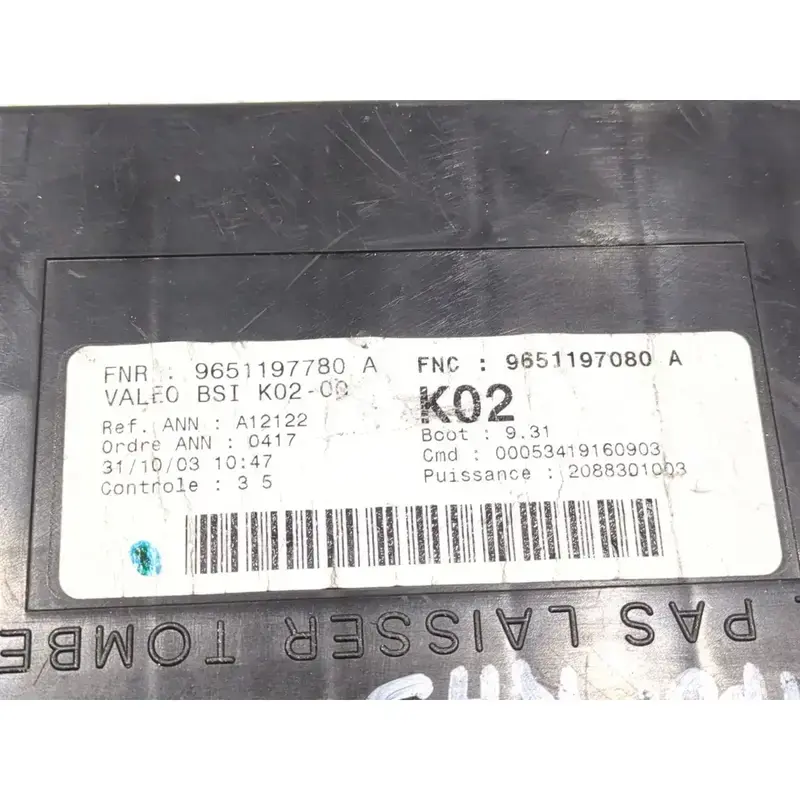 FNR : 9651197780 A
FNC : 9651197080 A
VALEO BSI K02-00
K02
Ref. ANN : A12122
Ordre ANN : 0417
31/10/03 10:47
Controle : 3 5
Boot : 9.31
Cmd : 00053419160903
Puissance : 2088301003
PAS LAISSER TOMBE